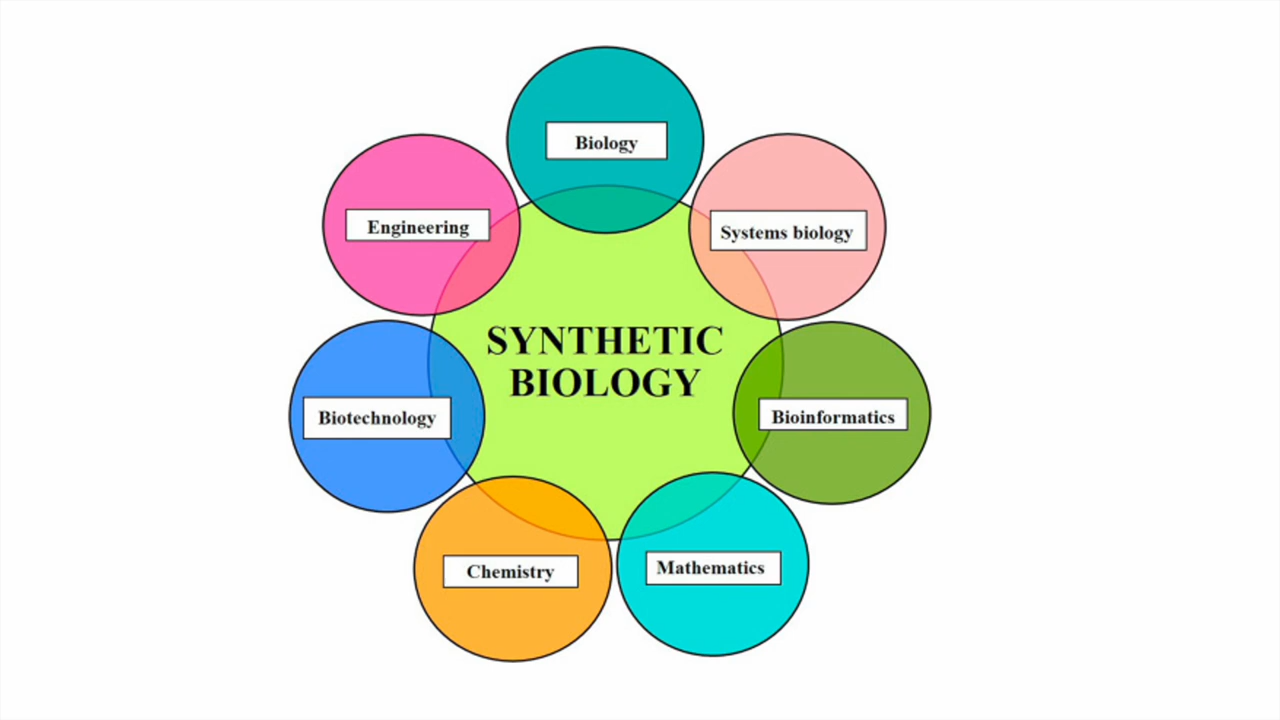 Biology
Engineering
Systems biology
SYNTHETIC
BIOLOGY
Biotechnology
Bioinformatics
Chemistry
Mathematics